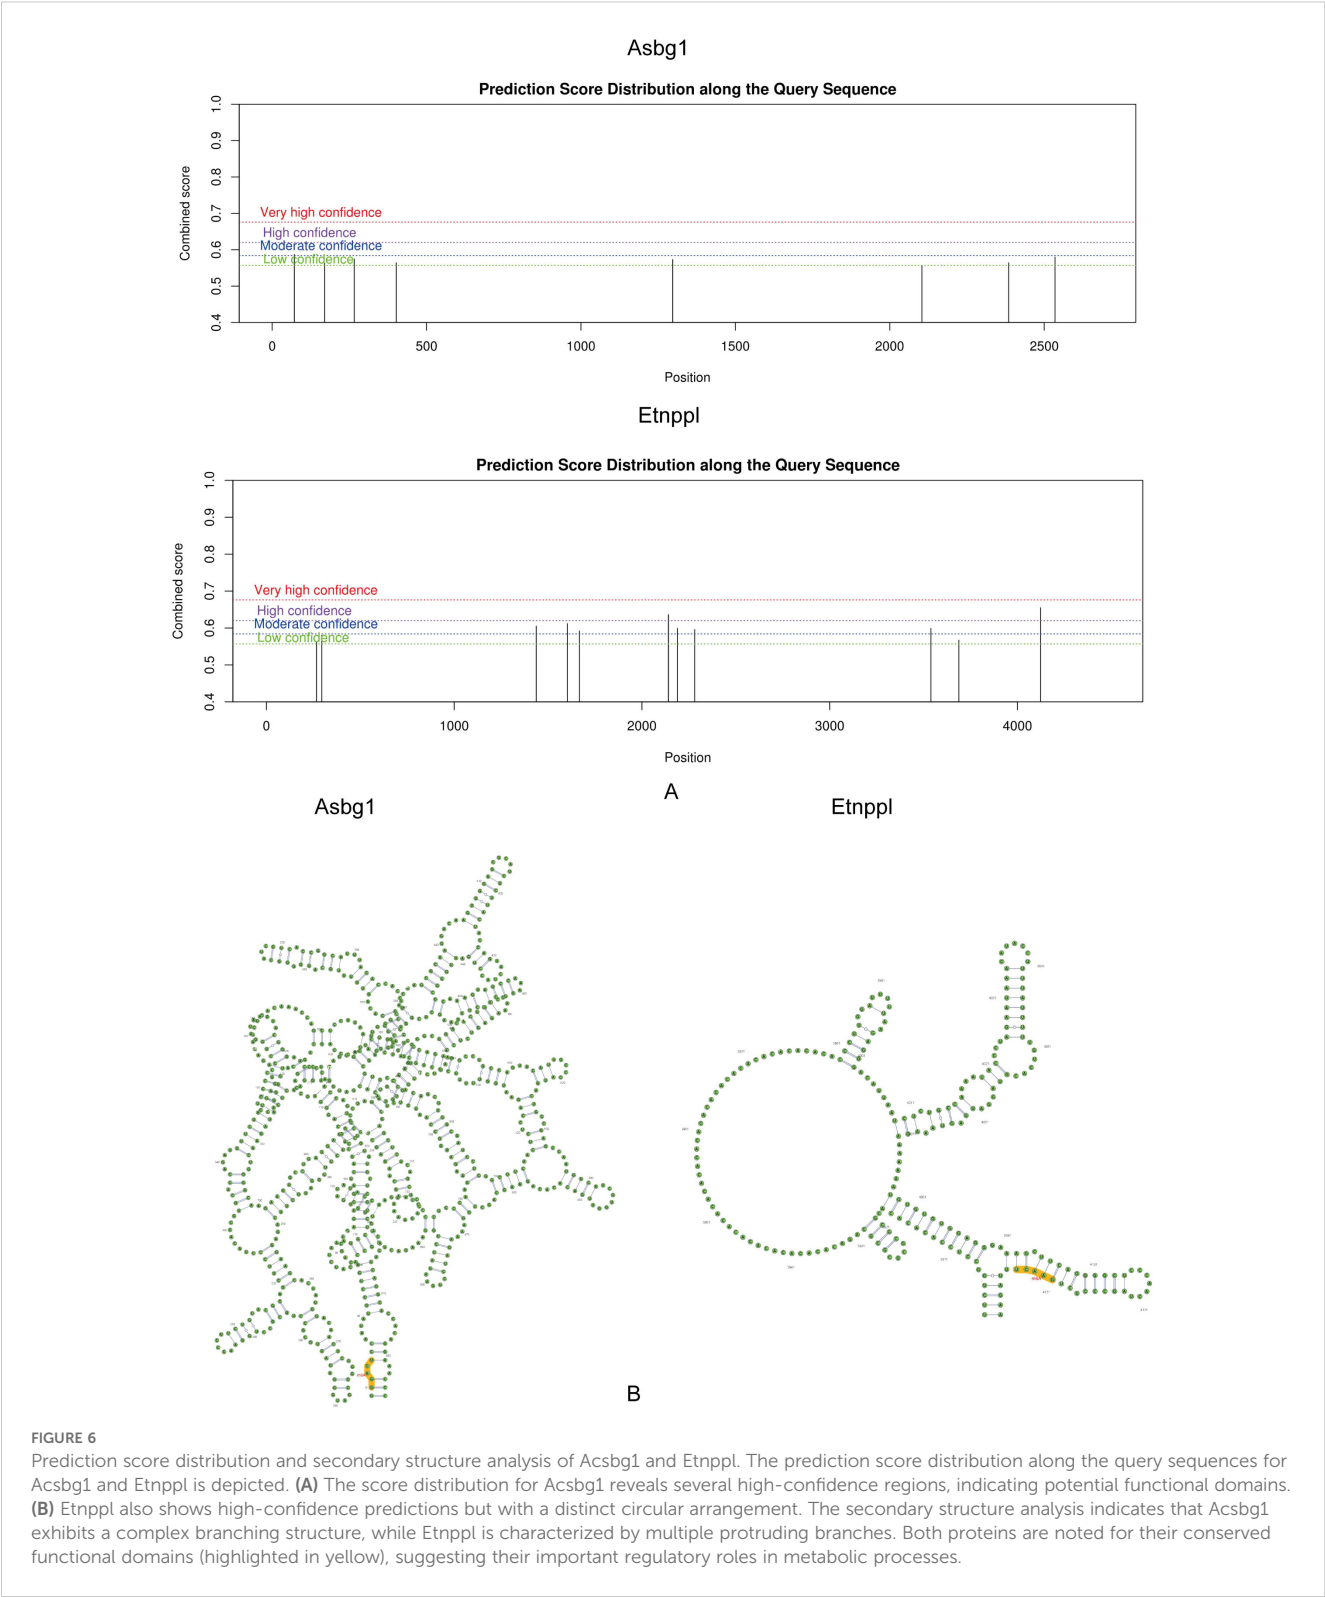 Asbg1
Prediction Score Distribution along the Query Sequence
Combined score
1.0
0.9
0.8
0.7
0.6
0.5
0.4
Very high confidence
High confidence
Moderate confidence
Low confidence
0 500 1000 1500 2000 2500
Position
Etnppl
Prediction Score Distribution along the Query Sequence
Combined score
1.0
0.9
0.8
0.7
0.6
0.5
0.4
Very high confidence
High confidence
Moderate confidence
Low confidence
0 1000 2000 3000 4000
Position
A
Asbg1 Etnppl
B
FIGURE 6
Prediction score distribution and secondary structure analysis of Acsbg1 and Etnppl. The prediction score distribution along the query sequences for
Acsbg1 and Etnppl is depicted. (A) The score distribution for Acsbg1 reveals several high-confidence regions, indicating potential functional domains.
(B) Etnppl also shows high-confidence predictions but with a distinct circular arrangement. The secondary structure analysis indicates that Acsbg1
exhibits a complex branching structure, while Etnppl is characterized by multiple protruding branches. Both proteins are noted for their conserved
functional domains (highlighted in yellow), suggesting their important regulatory roles in metabolic processes.